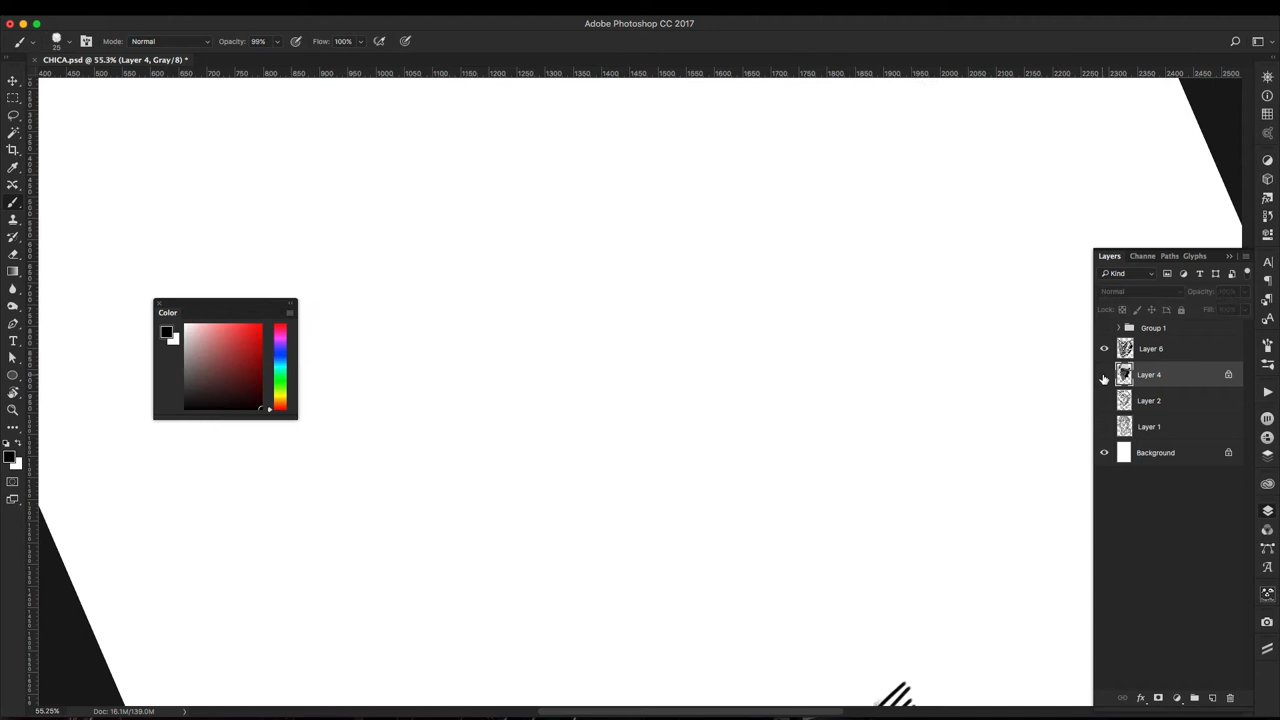 Adobe Photoshop CC 2017
25
Mode: Normal Opacity: 99% Flow: 100%
CHICA.psd @ 55.3% (Layer 4, Gray/8) *
400 450 500 550 600 650 700 750 800 850 900 950 1000 1050 1100 1150 1200 1250 1300 1350 1400 1450 1500 1550 1600 1650 1700 1750 1800 1850 1900 1950 2000 2050 2100 2150 2200 2250 2300 2350 2400 2450 2500
Color
Layers Channe Paths Glyphs
Kind
Normal Opacity: 100%
Lock: Fill: 100%
Group 1
Layer 6
Layer 4
Layer 2
Layer 1
Background
fx
55.25% Doc: 16.1M/139.0M